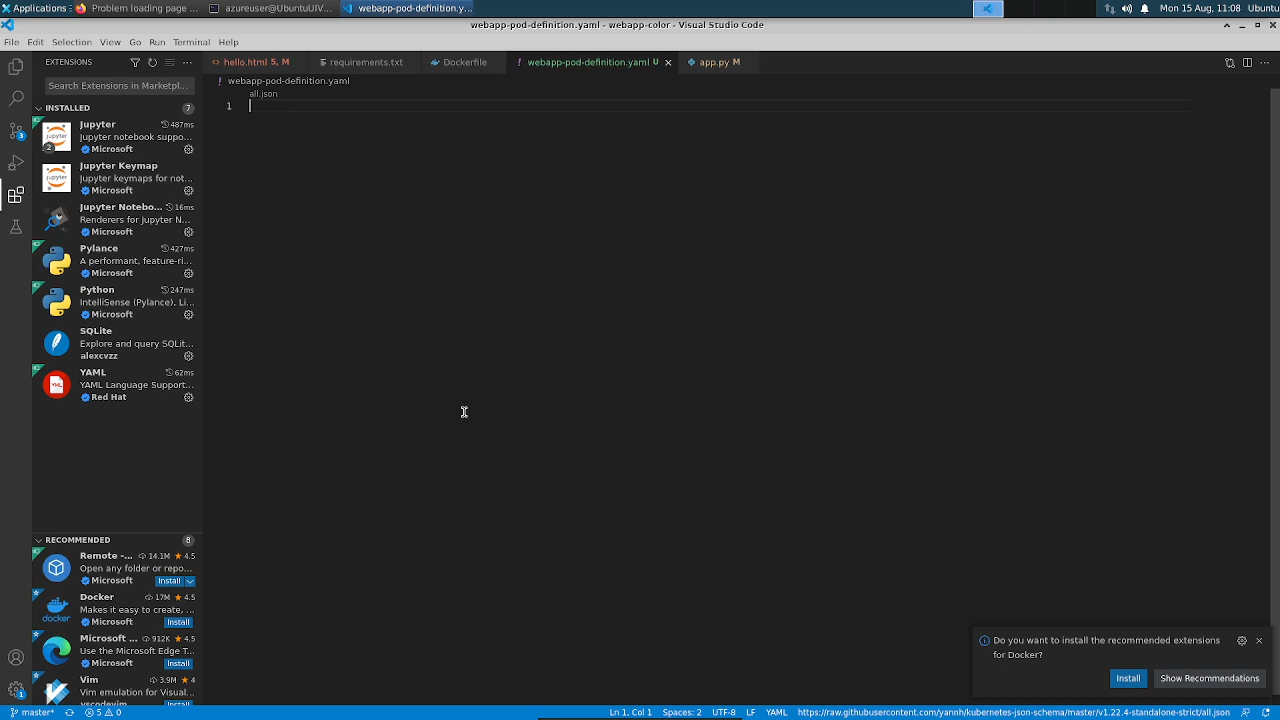 Applications
Problem loading page ...
azureuser@UbuntuUIV...
webapp-pod-definition.y...
Mon 15 Aug, 11:08 Ubuntu
webapp-pod-definition.yaml - webapp-color - Visual Studio Code
File Edit Selection View Go Run Terminal Help
EXTENSIONS
hello.html 5, M
requirements.txt
Dockerfile
! webapp-pod-definition.yaml U
app.py M
Search Extensions in Marketpl...
! webapp-pod-definition.yaml
all.json
1
INSTALLED 7
Jupyter 487ms
Jupyter notebook suppo...
Microsoft
2
Jupyter Keymap
Jupyter keymaps for not...
Microsoft
Jupyter Notebo... 16ms
Renderers for Jupyter N...
Microsoft
Pylance 427ms
A performant, feature-ri...
Microsoft
Python 247ms
IntelliSense (Pylance), Li...
Microsoft
SQLite
Explore and query SQLit...
alexcvzz
YAML 62ms
YAML Language Support...
Red Hat
3
RECOMMENDED 8
Remote -... 14.1M 4.5
Open any folder or repo...
Microsoft Install
Docker 17M 4.5
Makes it easy to create, ...
Microsoft Install
Microsoft ... 912K 4.5
Use the Microsoft Edge T...
Microsoft Install
Vim 3.9M 4
Vim emulation for Visual...
vscodevim Install
1
Do you want to install the recommended extensions
for Docker?
Install Show Recommendations
master* 5 0
Ln 1, Col 1 Spaces: 2 UTF-8 LF YAML https://raw.githubusercontent.com/yannh/kubernetes-json-schema/master/v1.22.4-standalone-strict/all.json